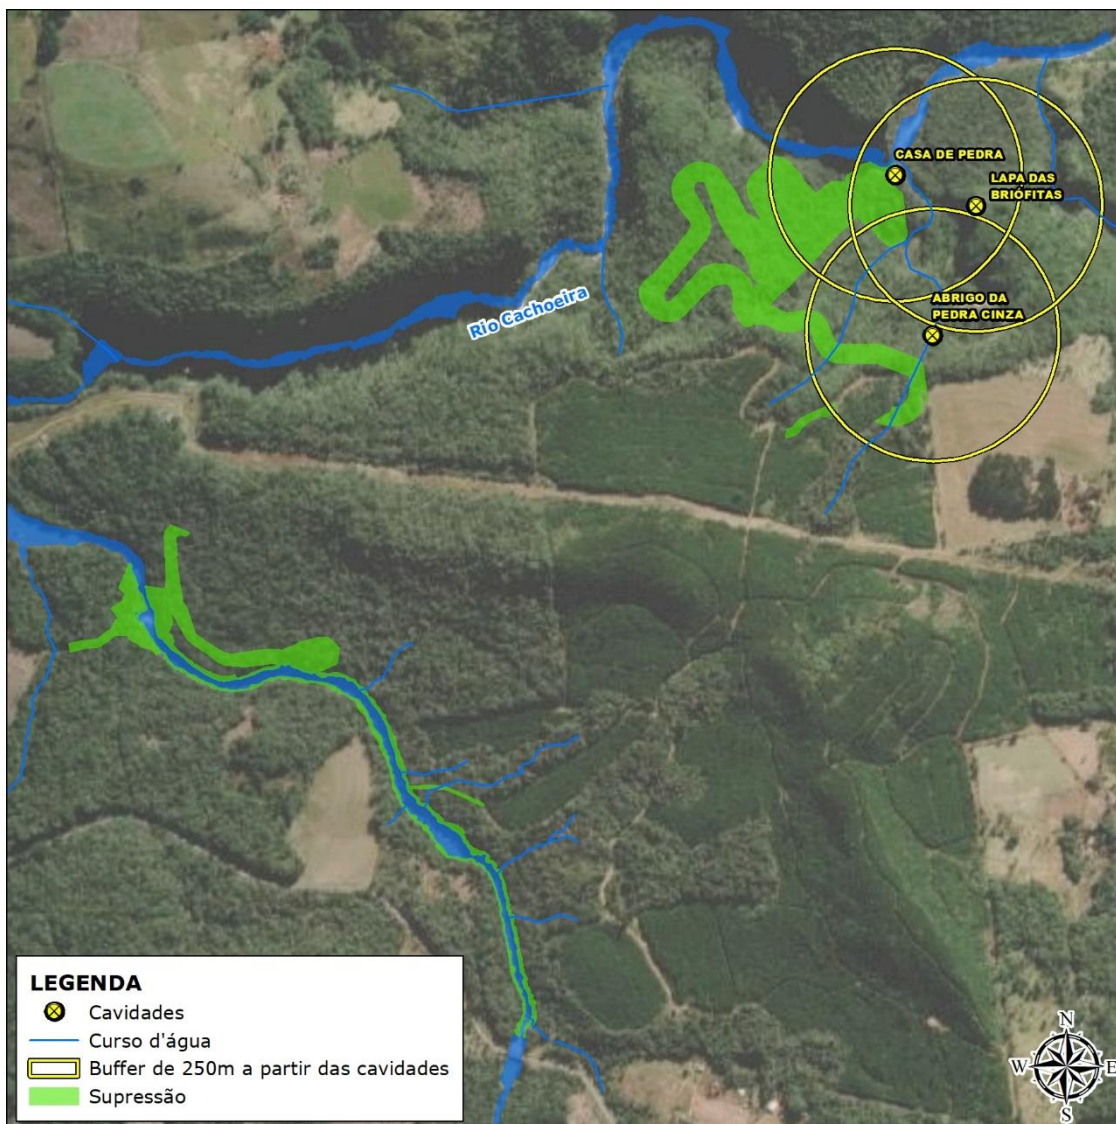 CASA DE PEDRA
LAPA DAS
BRIÓFITAS
ABRIGO DA
PEDRA CINZA
Rio Cachoeira
LEGENDA
Cavidades
Curso d'água
Buffer de 250m a partir das cavidades
Supressão
N
W E
S